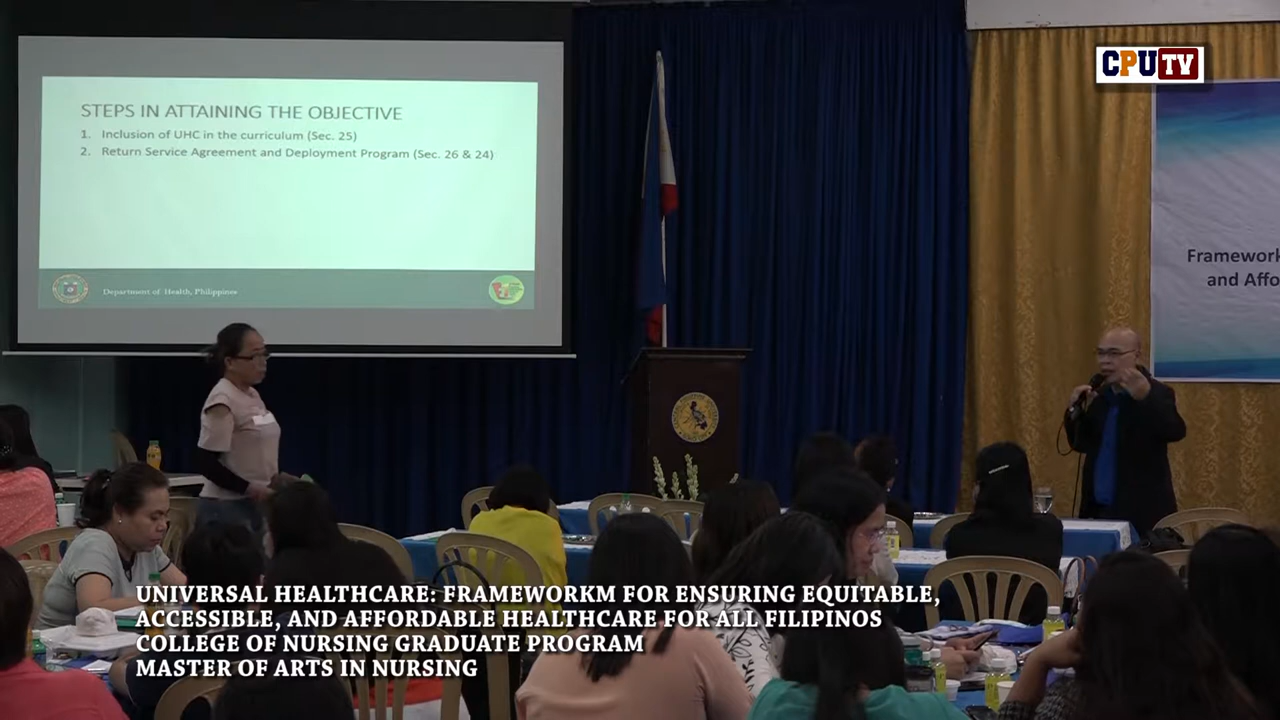 CPUTV
STEPS IN ATTAINING THE OBJECTIVE
1. Inclusion of UHC in the curriculum (Sec. 25)
2. Return Service Agreement and Deployment Program (Sec. 26 & 24)
Department of Health, Philippines
Framework
and Affo
UNIVERSAL HEALTHCARE: FRAMEWORKM FOR ENSURING EQUITABLE,
ACCESSIBLE, AND AFFORDABLE HEALTHCARE FOR ALL FILIPINOS
COLLEGE OF NURSING GRADUATE PROGRAM
MASTER OF ARTS IN NURSING